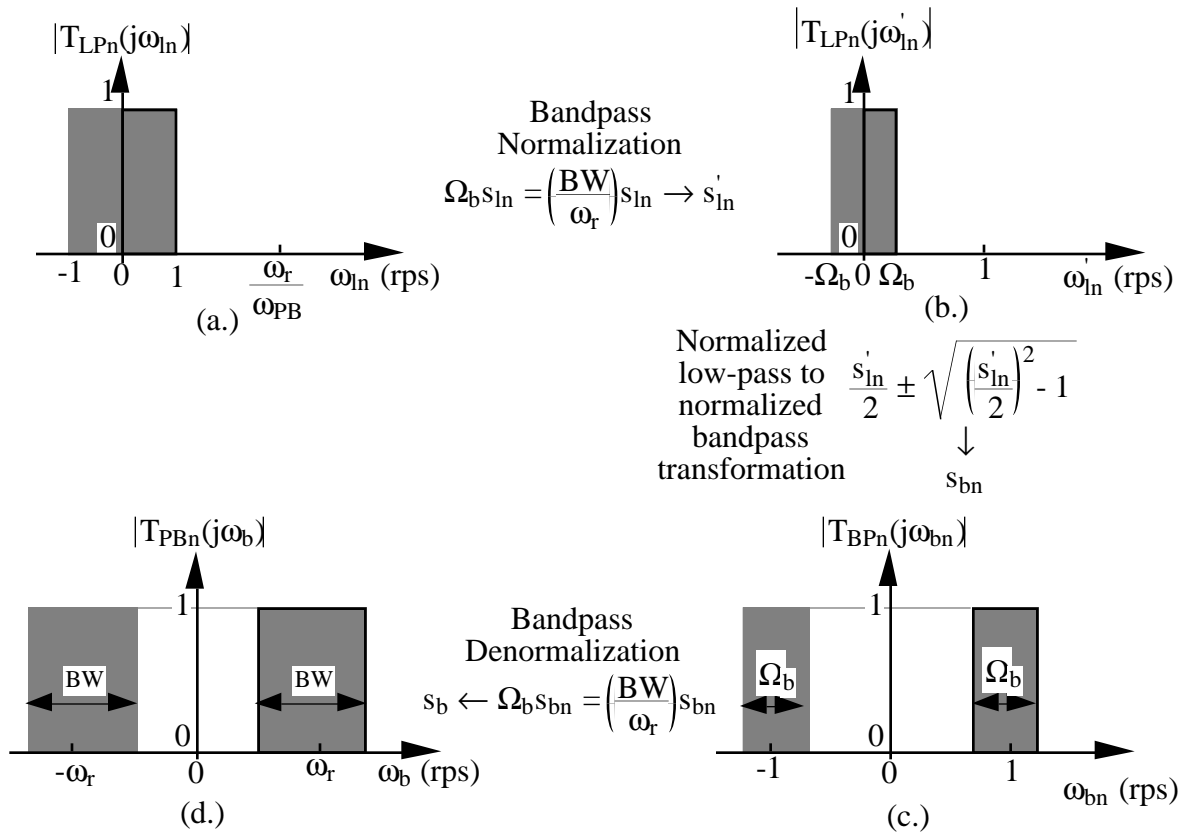 |T_LPn(jω_ln)|
1
0
-1 0 1 ω_r/ω_PB ω_ln (rps)
(a.)
Bandpass
Normalization
Ω_b s_ln = (BW/ω_r) s_ln → s'_ln
|T_LPn(jω'_ln)|
1
0
-Ω_b 0 Ω_b 1 ω'_ln (rps)
(b.)
Normalized
low-pass to
normalized
bandpass
transformation
s'_ln/2 ± √((s'_ln/2)^2 - 1)
↓
s_bn
|T_PBn(jω_b)|
1
BW BW
0
-ω_r 0 ω_r ω_b (rps)
(d.)
Bandpass
Denormalization
s_b ← Ω_b s_bn = (BW/ω_r) s_bn
|T_BPn(jω_bn)|
1
Ω_b Ω_b
0
-1 0 1 ω_bn (rps)
(c.)